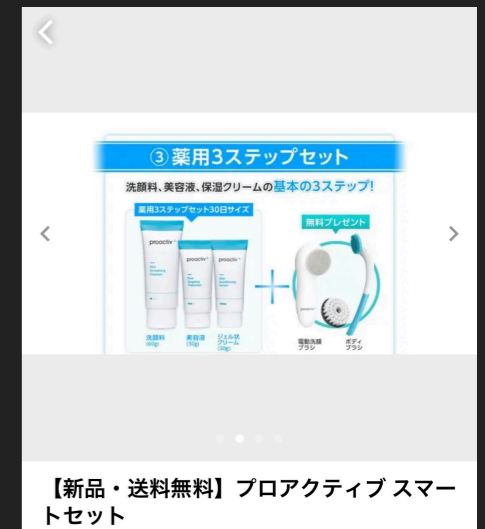 ③薬用3ステップセット
洗顔料、美容液、保湿クリームの基本の3ステップ!
薬用3ステップセット30日サイズ
無料プレゼント
proactiv+
proactiv+
proactiv+
洗顔料
(60g)
美容液
(30g)
ジェル状
クリーム
(30g)
電動洗顔
ブラシ
ボディ
ブラシ
【新品・送料無料】プロアクティブ スマー
トセット